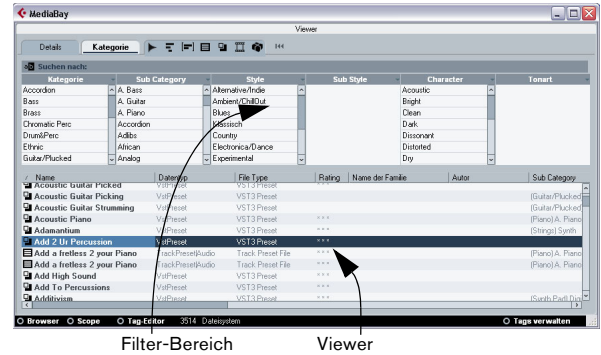 MediaBay
Viewer
Details Kategorie
Suchen nach:
Kategorie Sub Category Style Sub Style Character Tonart
Accordion A. Bass Alternative/Indie Acoustic
Bass A. Guitar Ambient/ChillOut Bright
Brass A. Piano Blues Clean
Chromatic Perc Accordion Klassisch Dark
Drum&Perc Adlibs Country Dissonant
Ethnic African Electronica/Dance Distorted
Guitar/Plucked Analog Experimental Dry
Name Datentyp File Type Rating Name der Familie Autor Sub Category
Acoustic Guitar Picked VstPreset VST3 Preset ***
Acoustic Guitar Picking VstPreset VST3 Preset (Guitar/Plucked
Acoustic Guitar Strumming VstPreset VST3 Preset (Guitar/Plucked
Acoustic Piano VstPreset VST3 Preset *** (Piano) A. Piano
Adamantium VstPreset VST3 Preset *** (Strings) Synth
Add 2 Ur Percussion VstPreset VST3 Preset ***
Add a fretless 2 your Piano TrackPreset|Audio Track Preset File *** (Piano) A. Piano
Add a fretless 2 your Piano TrackPreset|Audio Track Preset File *** (Piano) A. Piano
Add High Sound VstPreset VST3 Preset ***
Add To Percussions VstPreset VST3 Preset ***
Additivism VstPreset VST3 Preset *** (Synth Pad) Dig
Browser Scope Tag-Editor 3514 Dateisystem Tags verwalten
Filter-Bereich Viewer